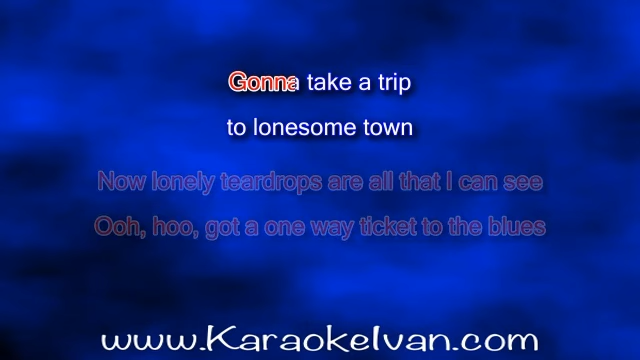 Gonna take a trip
to lonesome town
Now lonely teardrops are all that I can see
Ooh, hoo, got a one way ticket to the blues
www.KaraokeIvan.com